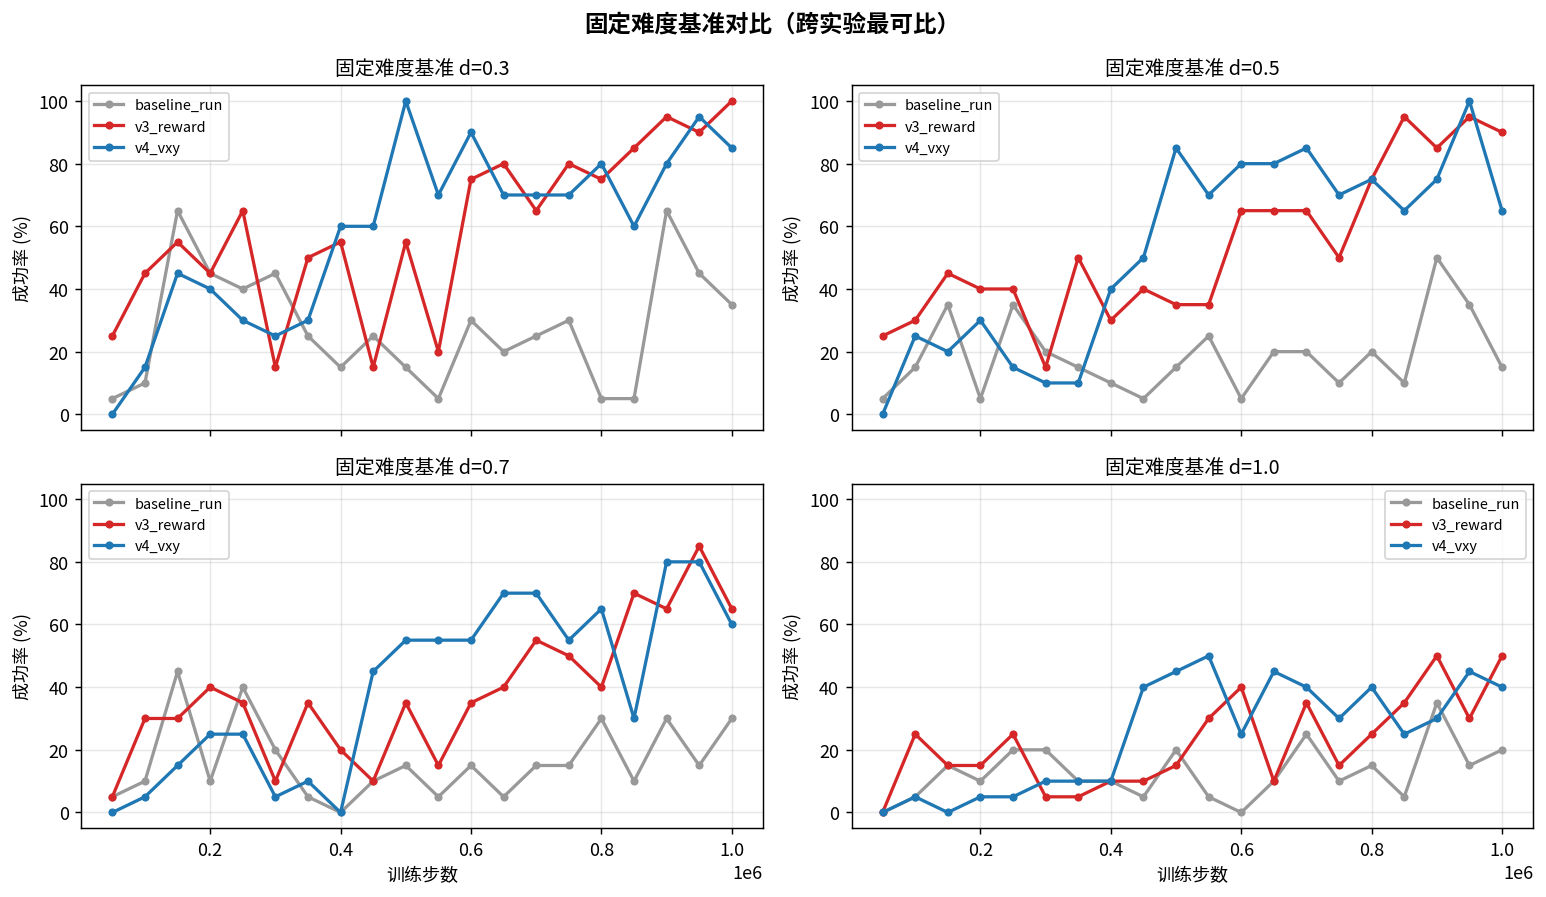 固定难度基准对比（跨实验最可比）
固定难度基准 d=0.3
成功率 (%)
100
80
60
40
20
0
baseline_run
v3_reward
v4_vxy
固定难度基准 d=0.5
成功率 (%)
100
80
60
40
20
0
baseline_run
v3_reward
v4_vxy
固定难度基准 d=0.7
成功率 (%)
100
80
60
40
20
0
baseline_run
v3_reward
v4_vxy
0.2 0.4 0.6 0.8 1.0
1e6
训练步数
固定难度基准 d=1.0
成功率 (%)
100
80
60
40
20
0
baseline_run
v3_reward
v4_vxy
0.2 0.4 0.6 0.8 1.0
1e6
训练步数